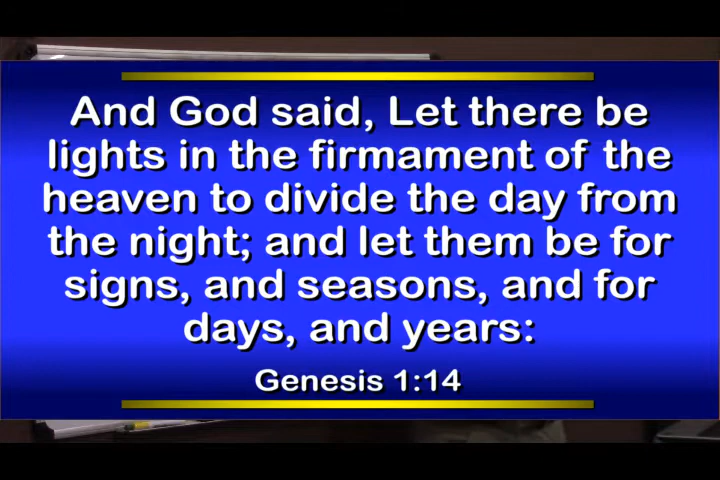 And God said, Let there be
lights in the firmament of the
heaven to divide the day from
the night; and let them be for
signs, and seasons, and for
days, and years:
Genesis 1:14